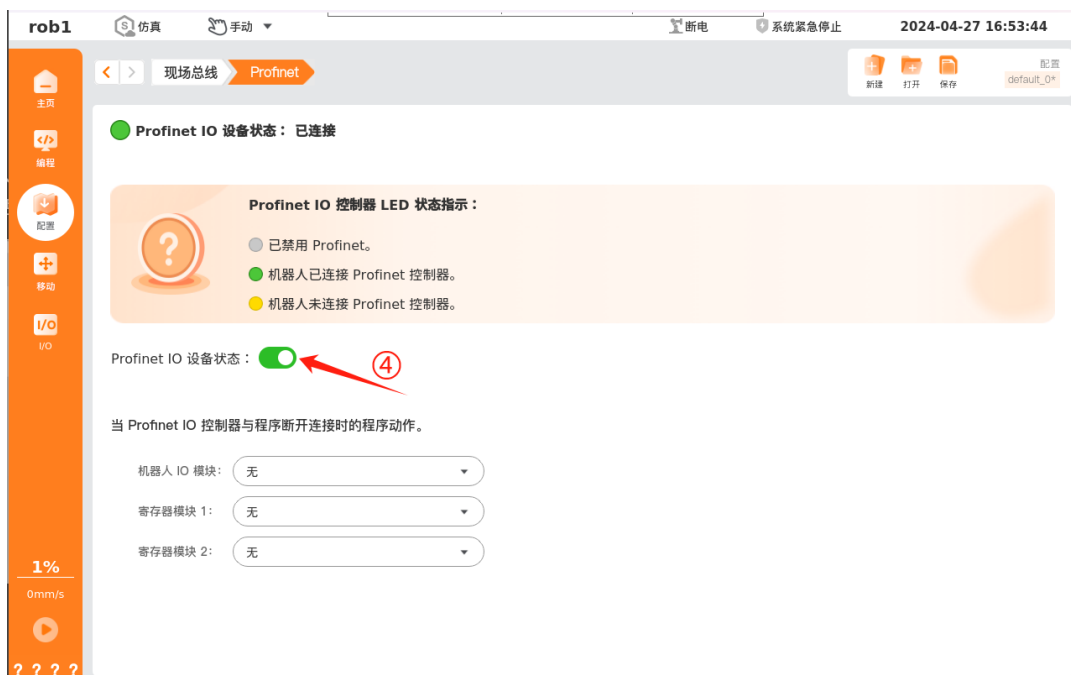 rob1
仿真
手动
断电
系统紧急停止
2024-04-27 16:53:44
现场总线
Profinet
新建
打开
保存
配置
default_0*
主页
编程
配置
移动
I/O
I/O
Profinet IO 设备状态： 已连接
Profinet IO 控制器 LED 状态指示：
已禁用 Profinet。
机器人已连接 Profinet 控制器。
机器人未连接 Profinet 控制器。
Profinet IO 设备状态：
④
当 Profinet IO 控制器与程序断开连接时的程序动作。
机器人 IO 模块： 无
寄存器模块 1： 无
寄存器模块 2： 无
1%
0mm/s
? ? ? ?